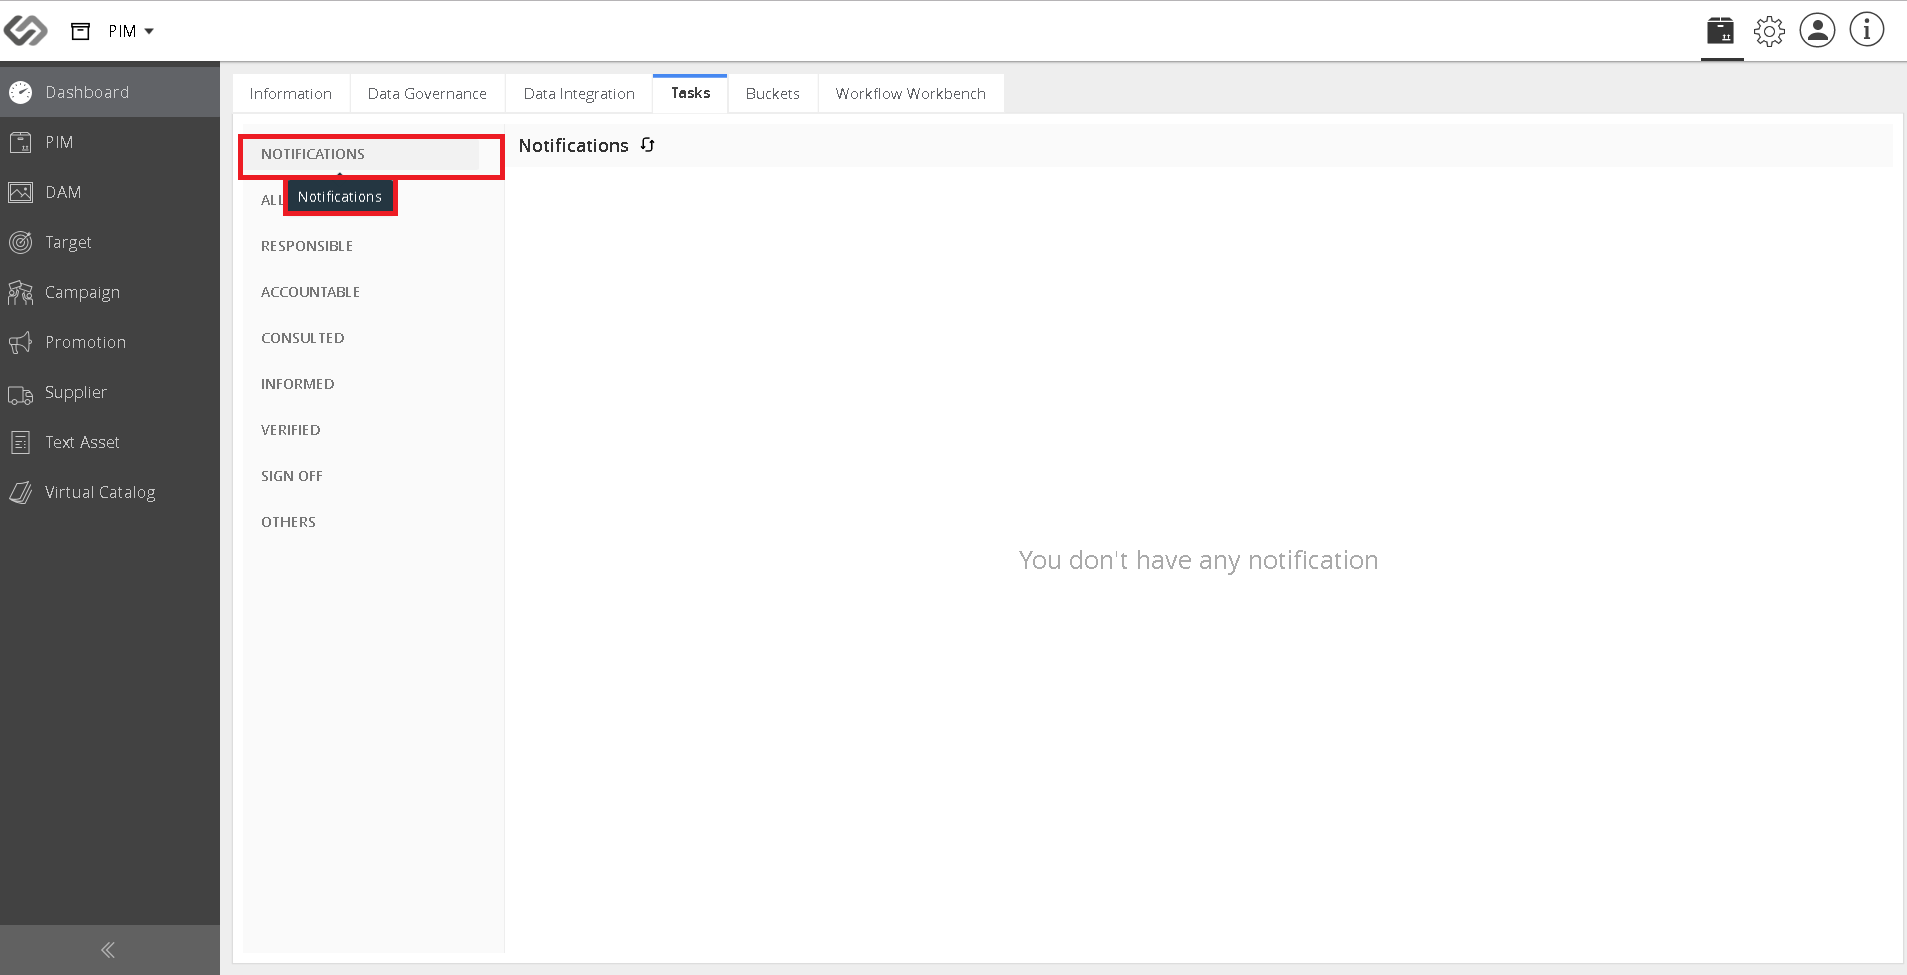 PIM
Dashboard
PIM
DAM
Target
Campaign
Promotion
Supplier
Text Asset
Virtual Catalog
Information
Data Governance
Data Integration
Tasks
Buckets
Workflow Workbench
NOTIFICATIONS
Notifications
ALL
RESPONSIBLE
ACCOUNTABLE
CONSULTED
INFORMED
VERIFIED
SIGN OFF
OTHERS
Notifications
You don't have any notification